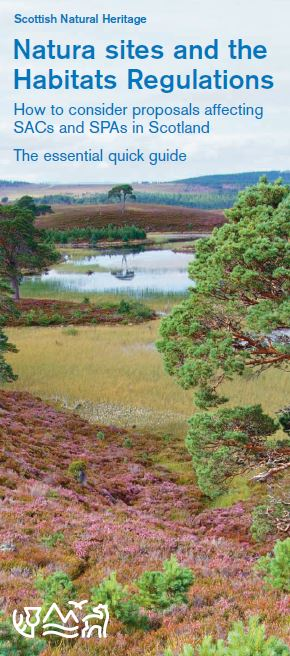 Scottish Natural Heritage
Natura sites and the
Habitats Regulations
How to consider proposals affecting
SACs and SPAs in Scotland
The essential quick guide